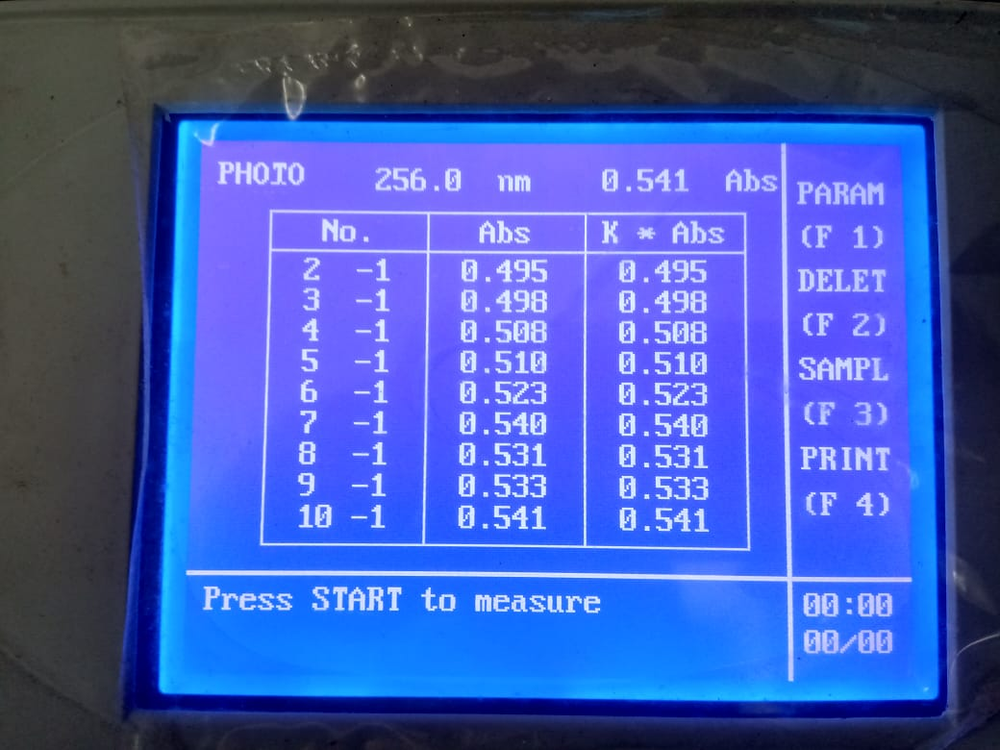 PHOTO 256.0 nm 0.541 Abs
No. Abs K * Abs
2 -1 0.495 0.495
3 -1 0.498 0.498
4 -1 0.508 0.508
5 -1 0.510 0.510
6 -1 0.523 0.523
7 -1 0.540 0.540
8 -1 0.531 0.531
9 -1 0.533 0.533
10 -1 0.541 0.541
PARAM
(F 1)
DELET
(F 2)
SAMPL
(F 3)
PRINT
(F 4)
Press START to measure
00:00
00/00